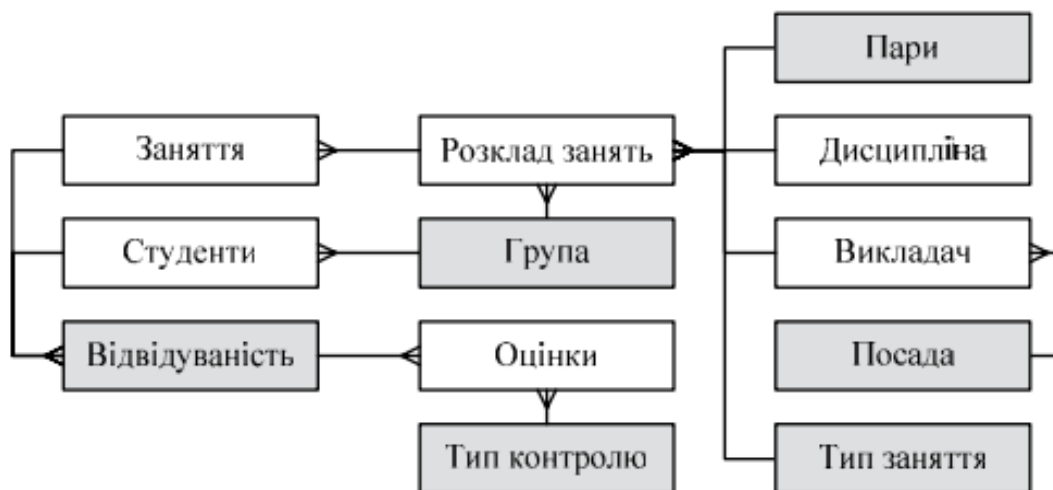 Пари
Заняття
Розклад занять
Дисципліна
Студенти
Група
Викладач
Відвідуваність
Оцінки
Посада
Тип контролю
Тип заняття